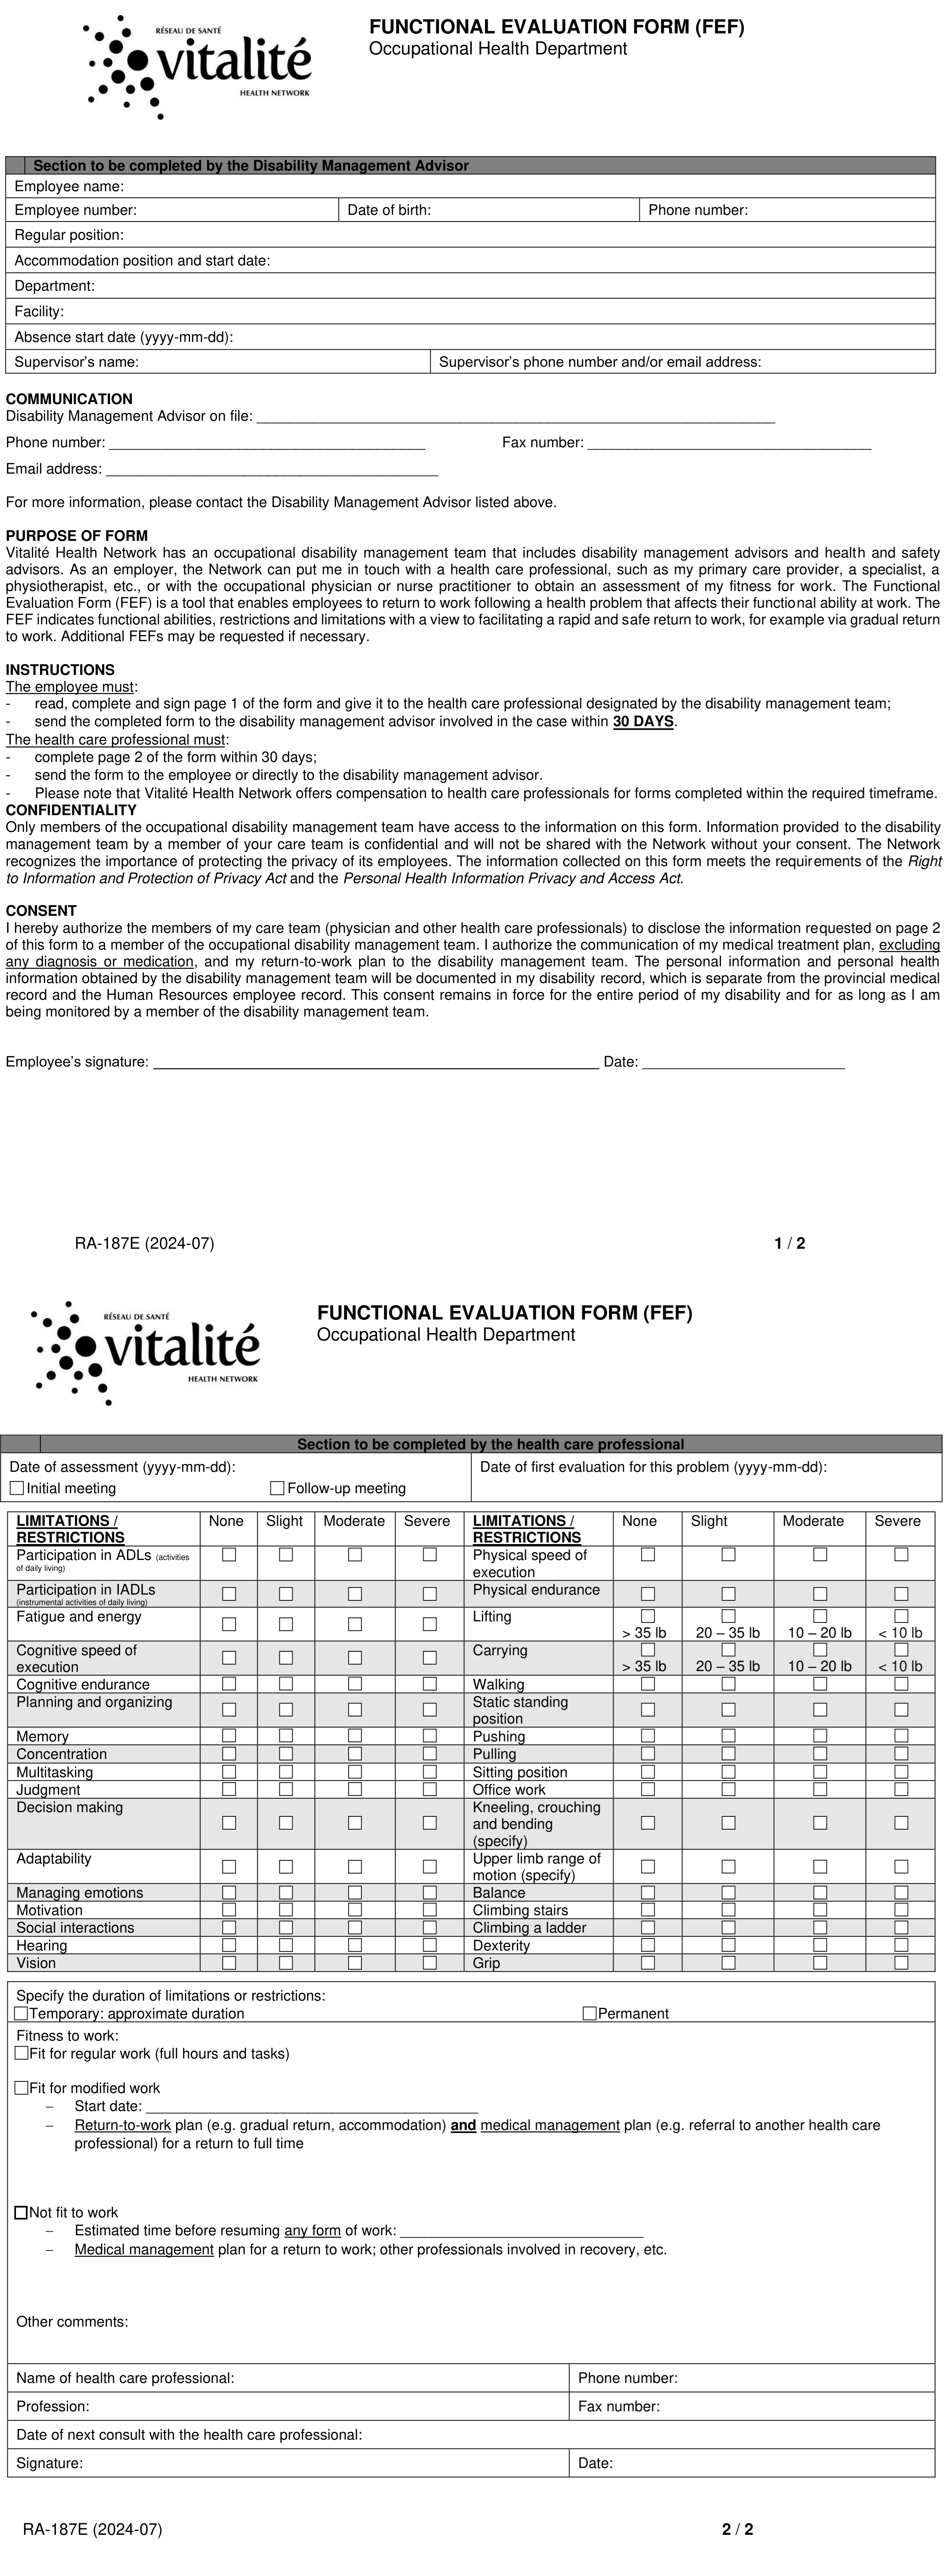 RÉSEAU DE SANTÉ
vitalité
HEALTH NETWORK
FUNCTIONAL EVALUATION FORM (FEF)
Occupational Health Department
Section to be completed by the Disability Management Advisor
Employee name:
Employee number: Date of birth: Phone number:
Regular position:
Accommodation position and start date:
Department:
Facility:
Absence start date (yyyy-mm-dd):
Supervisor's name: Supervisor's phone number and/or email address:
COMMUNICATION
Disability Management Advisor on file: ____
Phone number: ____ Fax number: ____
Email address: ____
For more information, please contact the Disability Management Advisor listed above.
PURPOSE OF FORM
Vitalité Health Network has an occupational disability management team that includes disability management advisors and health and safety
advisors. As an employer, the Network can put me in touch with a health care professional, such as my primary care provider, a specialist, a
physiotherapist, etc., or with the occupational physician or nurse practitioner to obtain an assessment of my fitness for work. The Functional
Evaluation Form (FEF) is a tool that enables employees to return to work following a health problem that affects their functional ability at work. The
FEF indicates functional abilities, restrictions and limitations with a view to facilitating a rapid and safe return to work, for example via gradual return
to work. Additional FEFs may be requested if necessary.
INSTRUCTIONS
The employee must:
- read, complete and sign page 1 of the form and give it to the health care professional designated by the disability management team;
- send the completed form to the disability management advisor involved in the case within 30 DAYS.
The health care professional must:
- complete page 2 of the form within 30 days;
- send the form to the employee or directly to the disability management advisor.
- Please note that Vitalité Health Network offers compensation to health care professionals for forms completed within the required timeframe.
CONFIDENTIALITY
Only members of the occupational disability management team have access to the information on this form. Information provided to the disability
management team by a member of your care team is confidential and will not be shared with the Network without your consent. The Network
recognizes the importance of protecting the privacy of its employees. The information collected on this form meets the requirements of the Right
to Information and Protection of Privacy Act and the Personal Health Information Privacy and Access Act.
CONSENT
I hereby authorize the members of my care team (physician and other health care professionals) to disclose the information requested on page 2
of this form to a member of the occupational disability management team. I authorize the communication of my medical treatment plan, excluding
any diagnosis or medication, and my return-to-work plan to the disability management team. The personal information and personal health
information obtained by the disability management team will be documented in my disability record, which is separate from the provincial medical
record and the Human Resources employee record. This consent remains in force for the entire period of my disability and for as long as I am
being monitored by a member of the disability management team.
Employee's signature: ____ Date: ____
RA-187E (2024-07) 1 / 2
RÉSEAU DE SANTÉ
vitalité
HEALTH NETWORK
FUNCTIONAL EVALUATION FORM (FEF)
Occupational Health Department
Section to be completed by the health care professional
Date of assessment (yyyy-mm-dd): Date of first evaluation for this problem (yyyy-mm-dd):
☐ Initial meeting ☐ Follow-up meeting
LIMITATIONS / None Slight Moderate Severe LIMITATIONS / None Slight Moderate Severe
RESTRICTIONS RESTRICTIONS
Participation in ADLs (activities ☐ ☐ ☐ ☐ Physical speed of ☐ ☐ ☐ ☐
of daily living) execution
Participation in IADLs ☐ ☐ ☐ ☐ Physical endurance ☐ ☐ ☐ ☐
(instrumental activities of daily living)
Fatigue and energy ☐ ☐ ☐ ☐ Lifting ☐ ☐ ☐ ☐
> 35 lb 20 – 35 lb 10 – 20 lb < 10 lb
Cognitive speed of ☐ ☐ ☐ ☐ Carrying ☐ ☐ ☐ ☐
execution > 35 lb 20 – 35 lb 10 – 20 lb < 10 lb
Cognitive endurance ☐ ☐ ☐ ☐ Walking ☐ ☐ ☐ ☐
Planning and organizing ☐ ☐ ☐ ☐ Static standing ☐ ☐ ☐ ☐
position
Memory ☐ ☐ ☐ ☐ Pushing ☐ ☐ ☐ ☐
Concentration ☐ ☐ ☐ ☐ Pulling ☐ ☐ ☐ ☐
Multitasking ☐ ☐ ☐ ☐ Sitting position ☐ ☐ ☐ ☐
Judgment ☐ ☐ ☐ ☐ Office work ☐ ☐ ☐ ☐
Decision making ☐ ☐ ☐ ☐ Kneeling, crouching ☐ ☐ ☐ ☐
and bending
(specify)
Adaptability ☐ ☐ ☐ ☐ Upper limb range of ☐ ☐ ☐ ☐
motion (specify)
Managing emotions ☐ ☐ ☐ ☐ Balance ☐ ☐ ☐ ☐
Motivation ☐ ☐ ☐ ☐ Climbing stairs ☐ ☐ ☐ ☐
Social interactions ☐ ☐ ☐ ☐ Climbing a ladder ☐ ☐ ☐ ☐
Hearing ☐ ☐ ☐ ☐ Dexterity ☐ ☐ ☐ ☐
Vision ☐ ☐ ☐ ☐ Grip ☐ ☐ ☐ ☐
Specify the duration of limitations or restrictions:
☐Temporary: approximate duration ☐Permanent
Fitness to work:
☐Fit for regular work (full hours and tasks)
☐Fit for modified work
– Start date: ____
– Return-to-work plan (e.g. gradual return, accommodation) and medical management plan (e.g. referral to another health care
professional) for a return to full time
☐Not fit to work
– Estimated time before resuming any form of work: ____
– Medical management plan for a return to work; other professionals involved in recovery, etc.
Other comments:
Name of health care professional: Phone number:
Profession: Fax number:
Date of next consult with the health care professional:
Signature: Date:
RA-187E (2024-07) 2 / 2